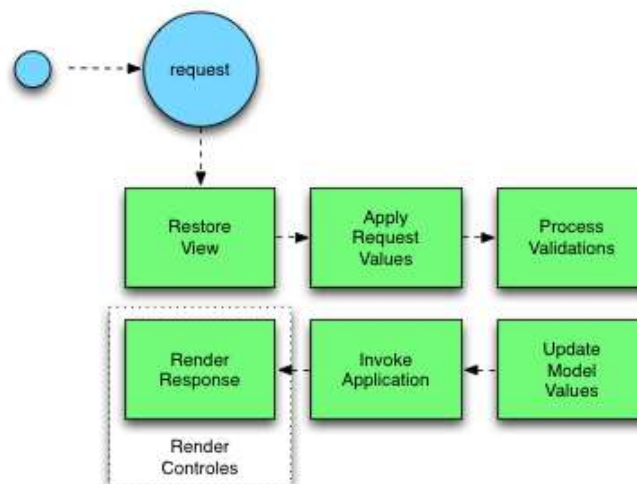 request
Restore
View
Apply
Request
Values
Process
Validations
Render
Response
Invoke
Application
Update
Model
Values
Render
Controles